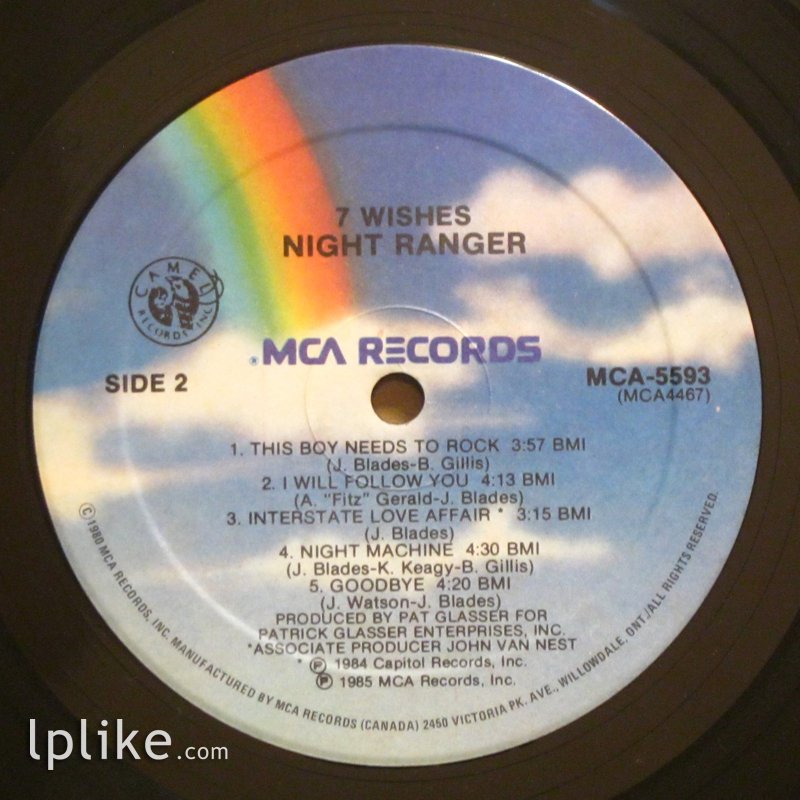 7 WISHES
NIGHT RANGER
CAMEL
RECORDS INC.
MCA RECORDS
SIDE 2
MCA-5593
(MCA4467)
1. THIS BOY NEEDS TO ROCK 3:57 BMI
(J. Blades-B. Gillis)
2. I WILL FOLLOW YOU 4:13 BMI
(A. "Fitz" Gerald-J. Blades)
3. INTERSTATE LOVE AFFAIR * 3:15 BMI
(J. Blades)
4. NIGHT MACHINE 4:30 BMI
(J. Blades-K. Keagy-B. Gillis)
5. GOODBYE 4:20 BMI
(J. Watson-J. Blades)
PRODUCED BY PAT GLASSER FOR
PATRICK GLASSER ENTERPRISES, INC.
*ASSOCIATE PRODUCER JOHN VAN NEST
* ℗ 1984 Capitol Records, Inc.
℗ 1985 MCA Records, Inc.
© 1980 MCA RECORDS, INC. MANUFACTURED BY MCA RECORDS (CANADA) 2450 VICTORIA PK. AVE., WILLOWDALE, ONT./ALL RIGHTS RESERVED.
lplike.com